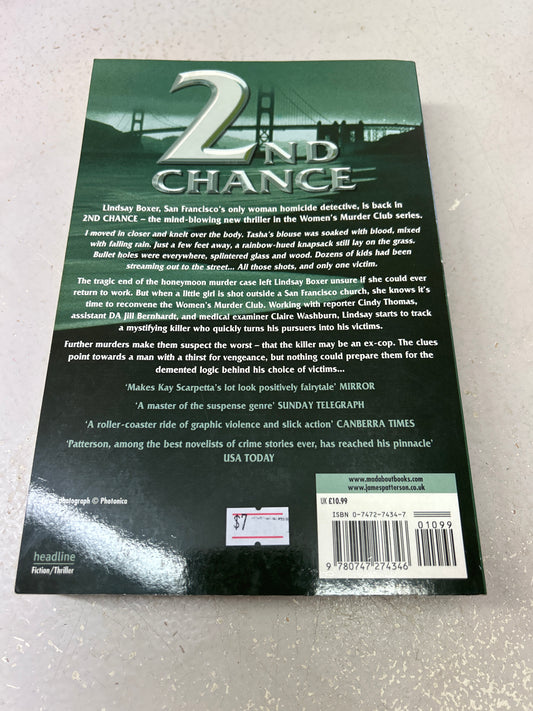 2ND
CHANCE
Lindsay Boxer, San Francisco's only woman homicide detective, is back in
2ND CHANCE – the mind-blowing new thriller in the Women's Murder Club series.
I moved in closer and knelt over the body. Tasha's blouse was soaked with blood, mixed
with falling rain. Just a few feet away, a rainbow-hued knapsack still lay on the grass.
Bullet holes were everywhere, splintered glass and wood. Dozens of kids had been
streaming out to the street... All those shots, and only one victim.
The tragic end of the honeymoon murder case left Lindsay Boxer unsure if she could ever
return to work. But when a little girl is shot outside a San Francisco church, she knows it's
time to reconvene the Women's Murder Club. Working with reporter Cindy Thomas,
assistant DA Jill Bernhardt, and medical examiner Claire Washburn, Lindsay starts to track
a mystifying killer who quickly turns his pursuers into his victims.
Further murders make them suspect the worst – that the killer may be an ex-cop. The clues
point towards a man with a thirst for vengeance, but nothing could prepare them for the
demented logic behind his choice of victims...
'Makes Kay Scarpetta's lot look positively fairytale' MIRROR
'A master of the suspense genre' SUNDAY TELEGRAPH
'A roller-coaster ride of graphic violence and slick action' CANBERRA TIMES
'Patterson, among the best novelists of crime stories ever, has reached his pinnacle'
USA TODAY
www.madaboutbooks.com
www.jamespatterson.co.uk
photograph © Photonica
UK £10.99
ISBN 0-7472-7434-7
01099
9 780747 274346
$7
headline
Fiction/Thriller